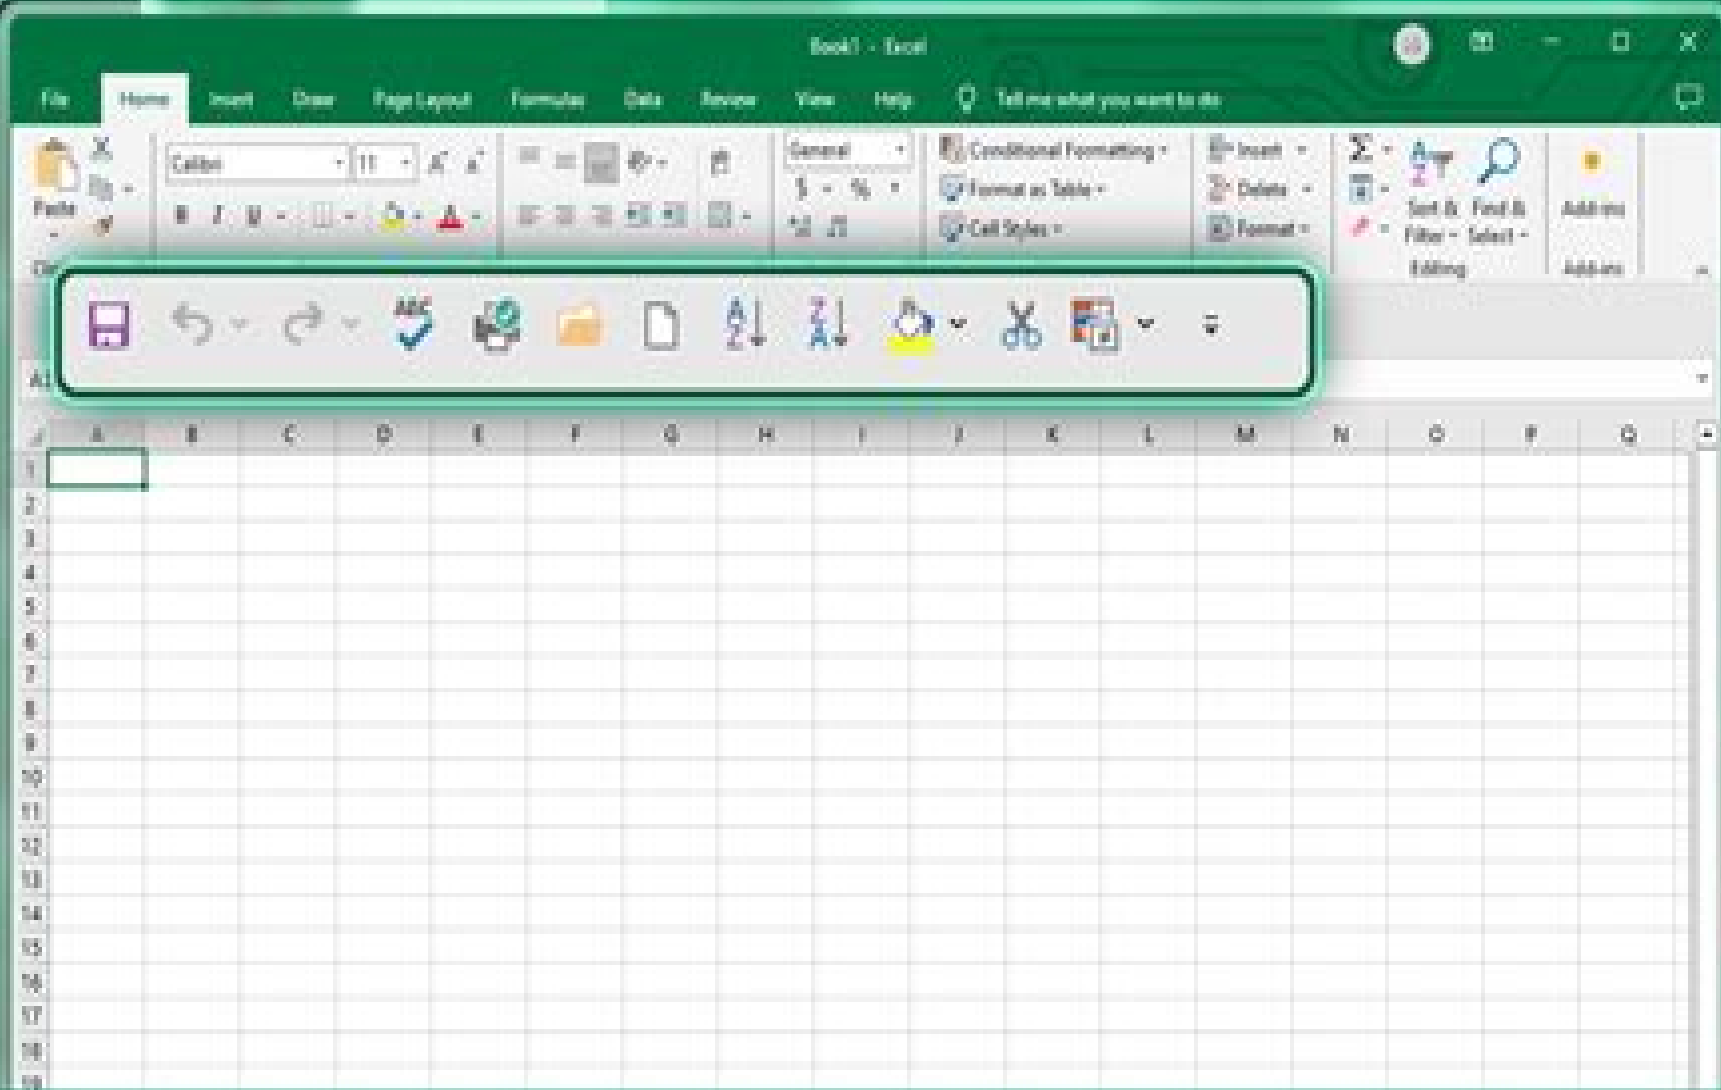 Book1 - Excel
File Home Insert Draw Page Layout Formulas Data Review View Help Tell me what you want to do
Calibri 11 General Conditional Formatting Insert
$ % Format as Table Delete
Paste Sort & Find & Add-ins
B I U A Cell Styles Format Filter Select
Editing Add-ins
ABC A Z Z A
A1
A B C D E F G H I J K L M N O P Q
1
2
3
4
5
6
7
8
9
10
11
12
13
14
15
16
17
18
19